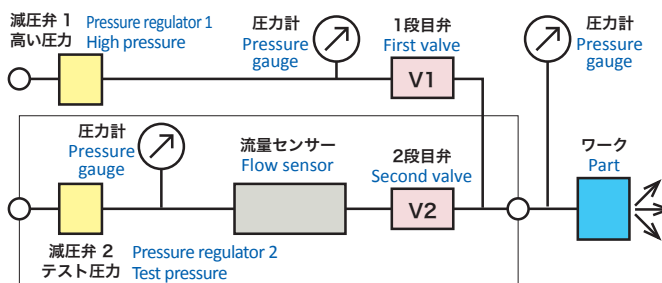 減圧弁 1
高い圧力
Pressure regulator 1
High pressure
圧力計
Pressure
gauge
1段目弁
First valve
V1
圧力計
Pressure
gauge
圧力計
Pressure
gauge
流量センサー
Flow sensor
2段目弁
Second valve
V2
ワーク
Part
減圧弁 2
テスト圧力
Pressure regulator 2
Test pressure